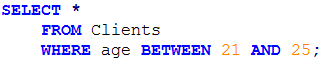 SELECT *
FROM Clients
WHERE age BETWEEN 21 AND 25;